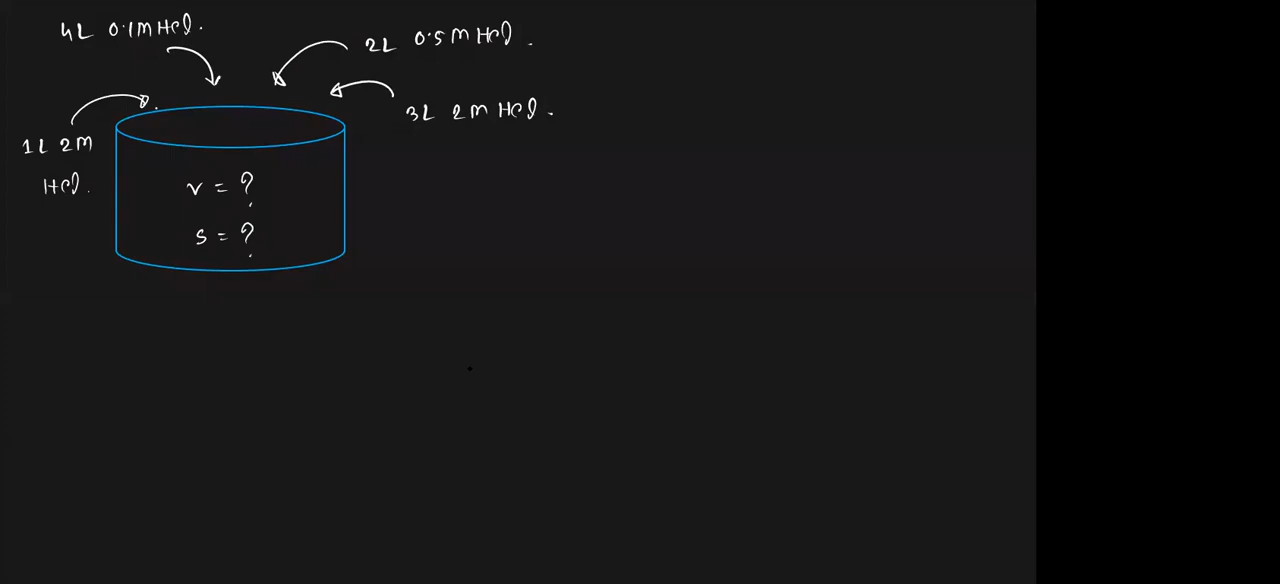 4L 0.1M HCl.
2L 0.5M HCl.
3L 2M HCl.
1L 2M
HCl.
V = ?
S = ?